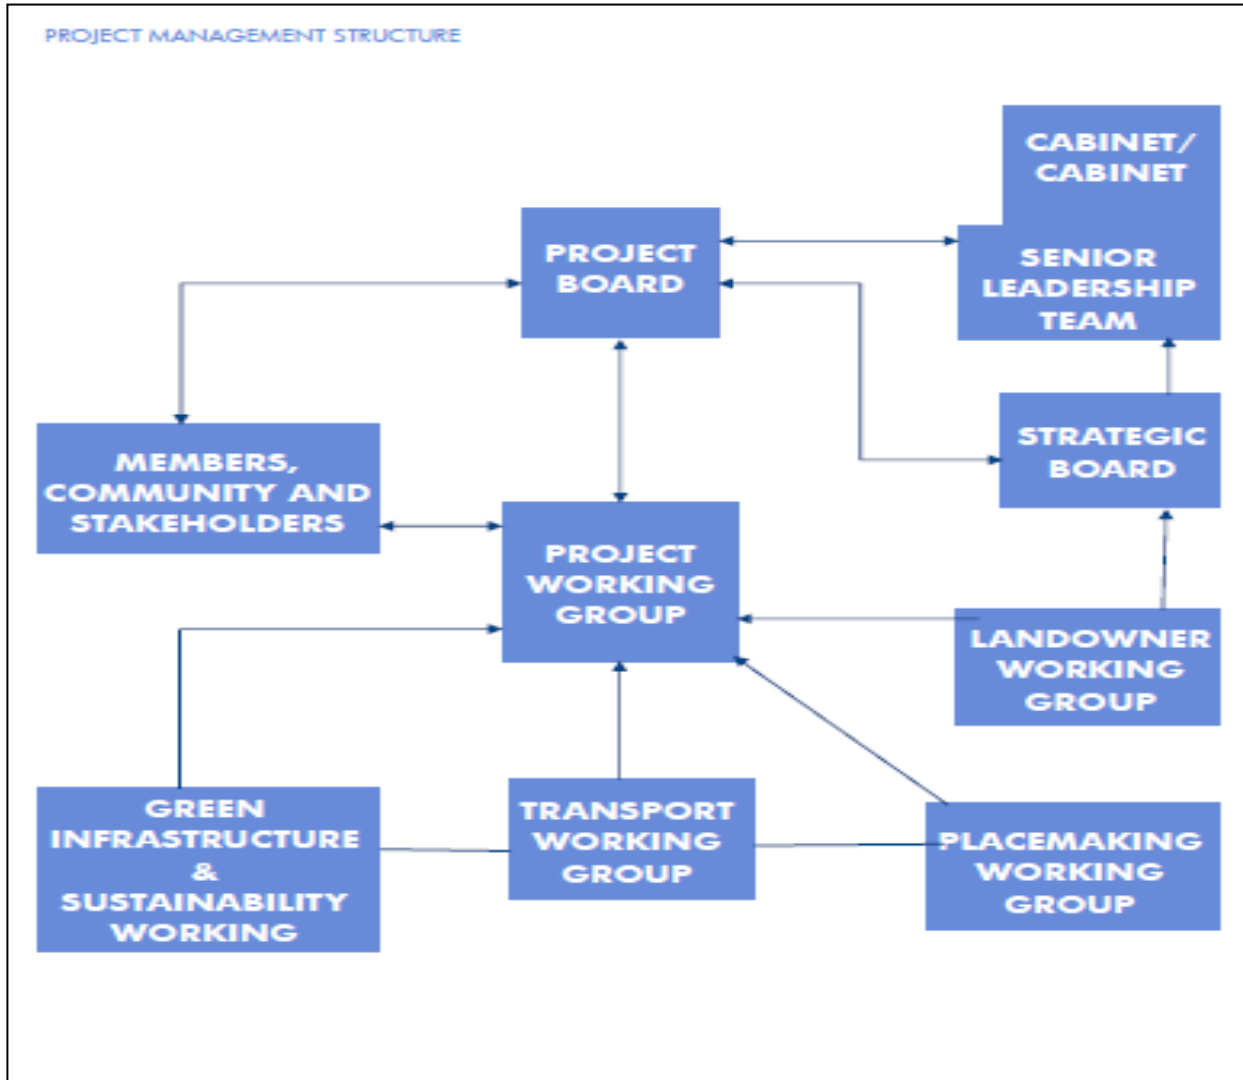 PROJECT MANAGEMENT STRUCTURE
CABINET/
CABINET
PROJECT
BOARD
SENIOR
LEADERSHIP
TEAM
MEMBERS,
COMMUNITY AND
STAKEHOLDERS
STRATEGIC
BOARD
PROJECT
WORKING
GROUP
LANDOWNER
WORKING
GROUP
GREEN
INFRASTRUCTURE
&
SUSTAINABILITY
WORKING
TRANSPORT
WORKING
GROUP
PLACEMAKING
WORKING
GROUP